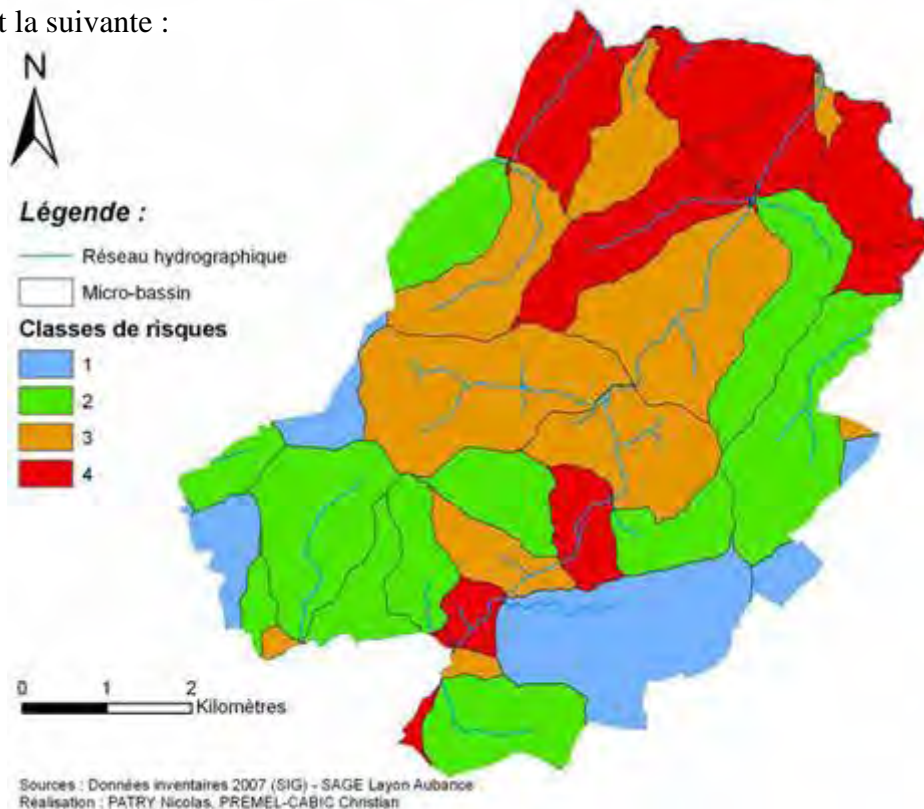 t la suivante :
N
Légende :
Réseau hydrographique
Micro-bassin
Classes de risques
1
2
3
4
0 1 2
Kilomètres
Sources : Données inventaires 2007 (SIG) - SAGE Layon Aubance
Réalisation : PATRY Nicolas, PREMEL-CABIC Christian